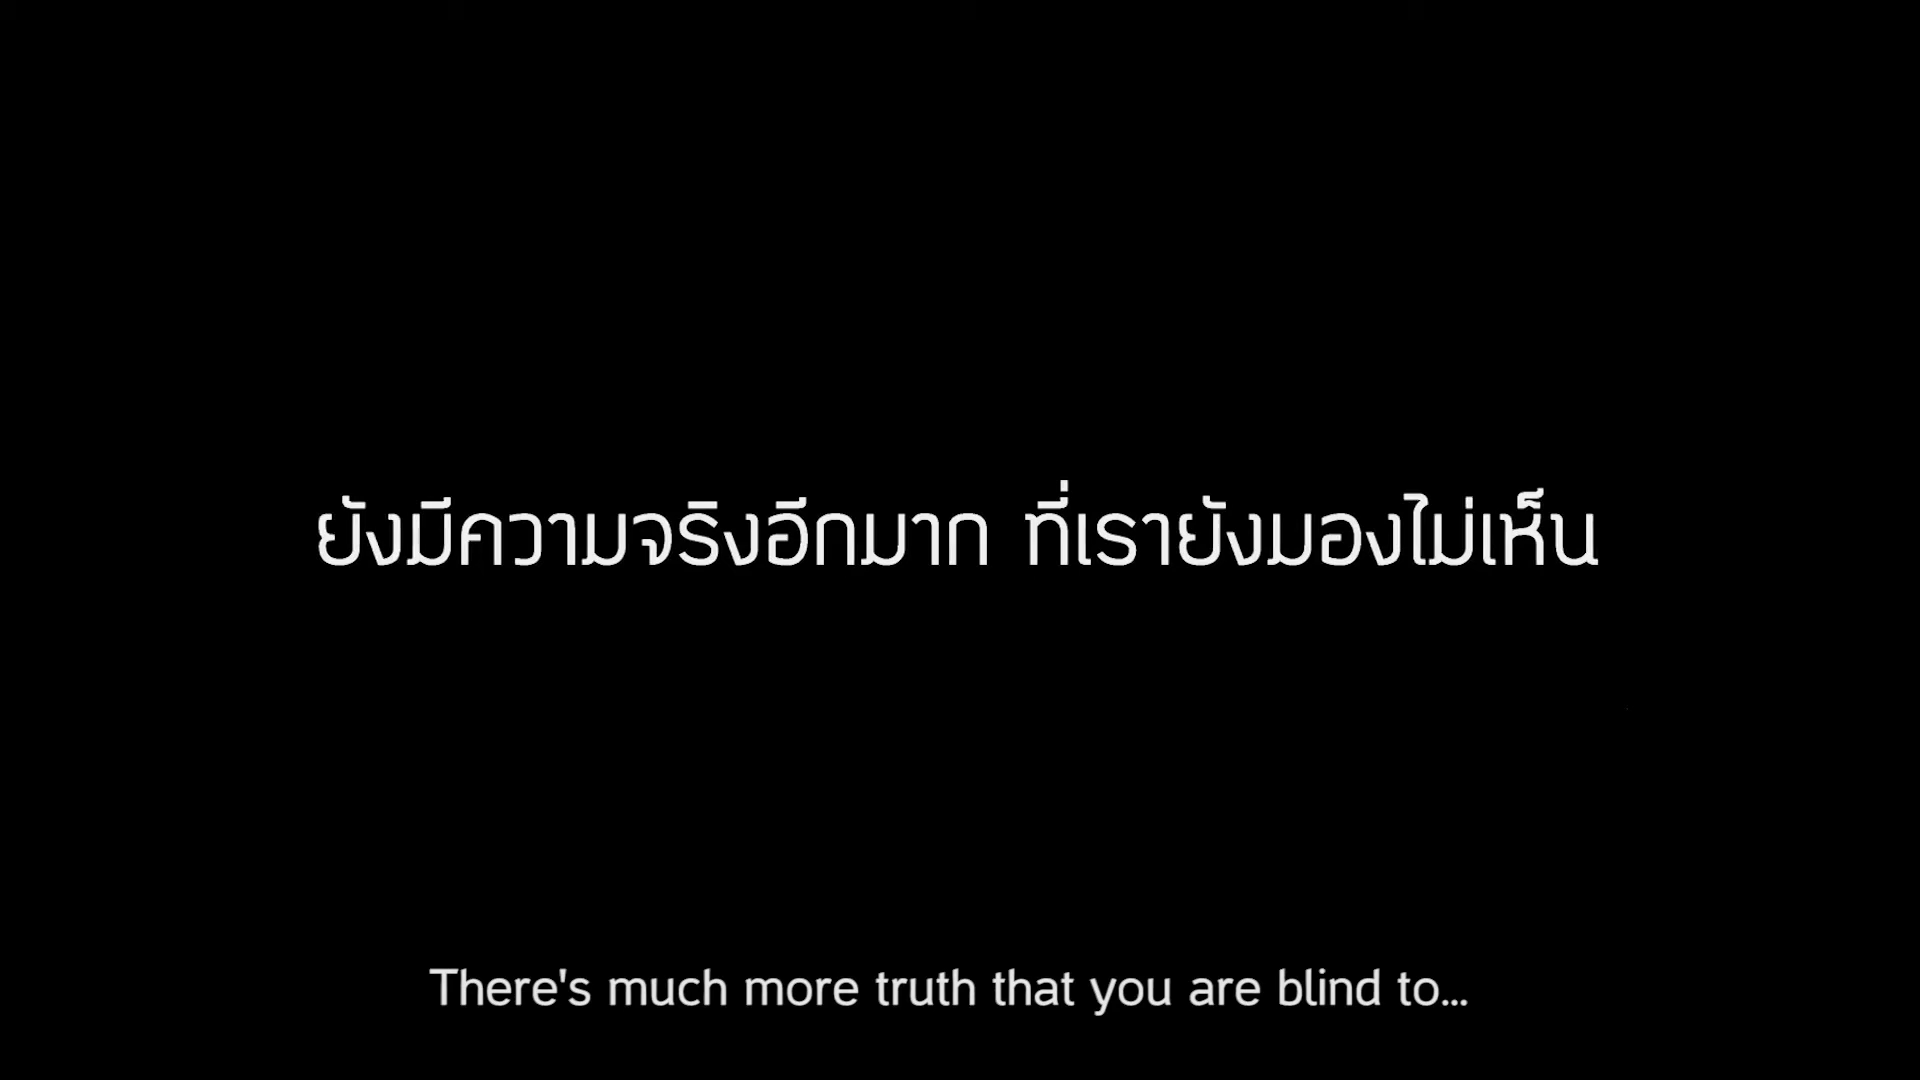 ยังมีความจริงอีกมาก ที่เรายังมองไม่เห็น
There's much more truth that you are blind to...